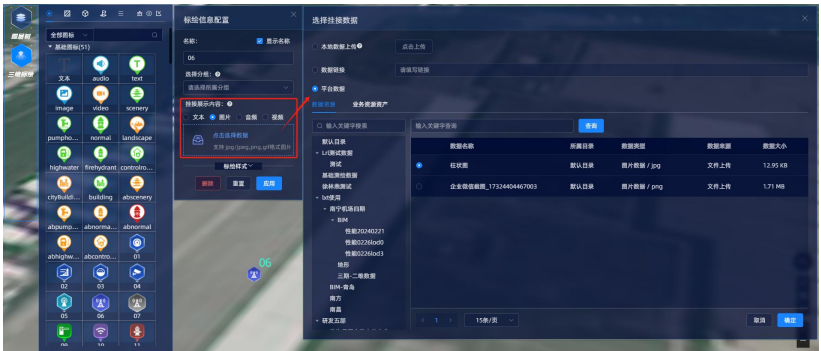 图层树
三维标绘
全部图标
基础图标(51)
文本 audio text
image video scenery
pumpho... normal landscape
highwater firehydrant controlro...
cityBuildi... building abscenery
abpump... abnorma... abnormal
abhighw... abcontro... 01
02 03 04
05 06 07
09 10 11
标绘信息配置
名称: 显示名称
06
选择分组:
请选择所属分组
挂接展示内容:
文本 图片 音频 视频
点击选择数据
支持 jpg,jpeg,png,gif格式图片
标绘样式
删除 重置 应用
06
选择挂接数据
本地数据上传 点击上传
数据链接 请填写链接
平台数据
数据资源 业务资源资产
输入关键字搜索
默认目录
Lrl测试数据
测试
基础测绘数据
徐林燕测试
lxt使用
南宁机场四期
BIM
性能20240221
性能0226lod0
性能0226lod3
地形
三期-二堆数据
BIM-青岛
南方
南昌
研发五部
输入关键字查询 查询
数据名称 所属目录 数据类型 数据来源 数据大小
柱状图 默认目录 图片数据 / jpg 文件上传 12.95 KB
企业微信截图_17324404467003 默认目录 图片数据 / png 文件上传 1.71 MB
1 15条/页
取消 确定